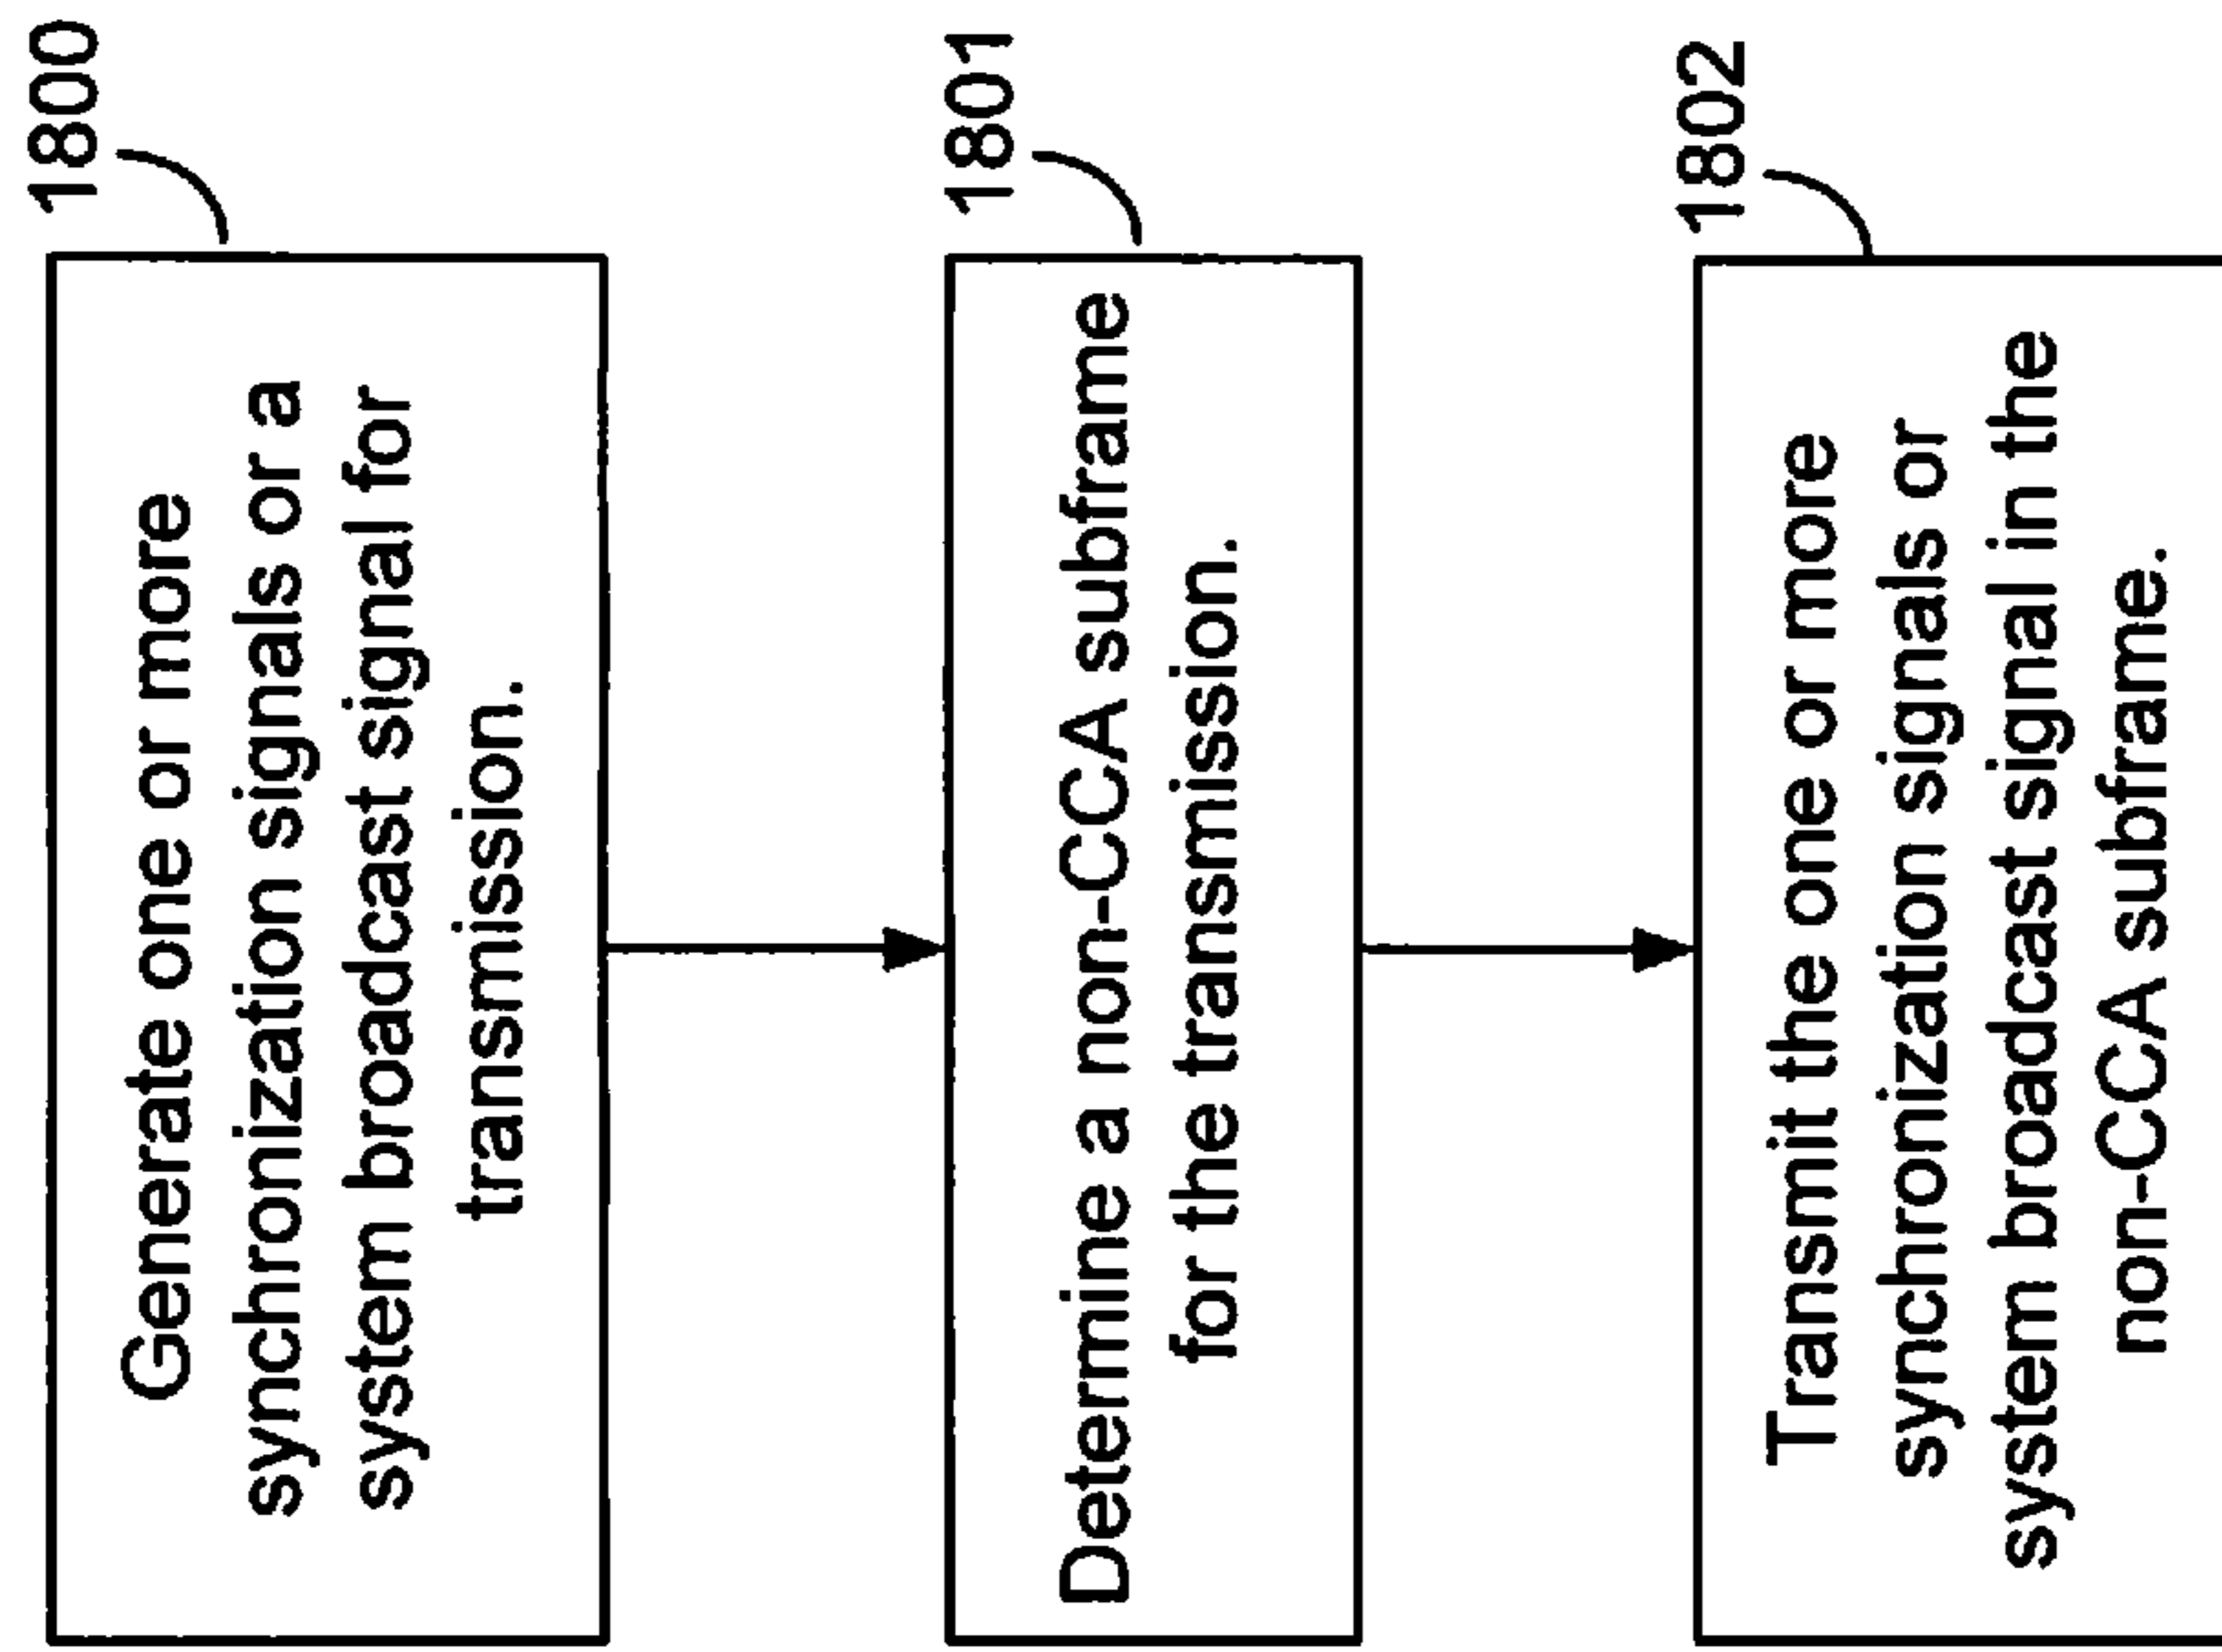 1800
Generate one or more
synchronization signals or a
system broadcast signal for
transmission.
1801
Determine a non-CCA subframe
for the transmission.
1802
Transmit the one or more
synchronization signals or
system broadcast signal in the
non-CCA subframe.